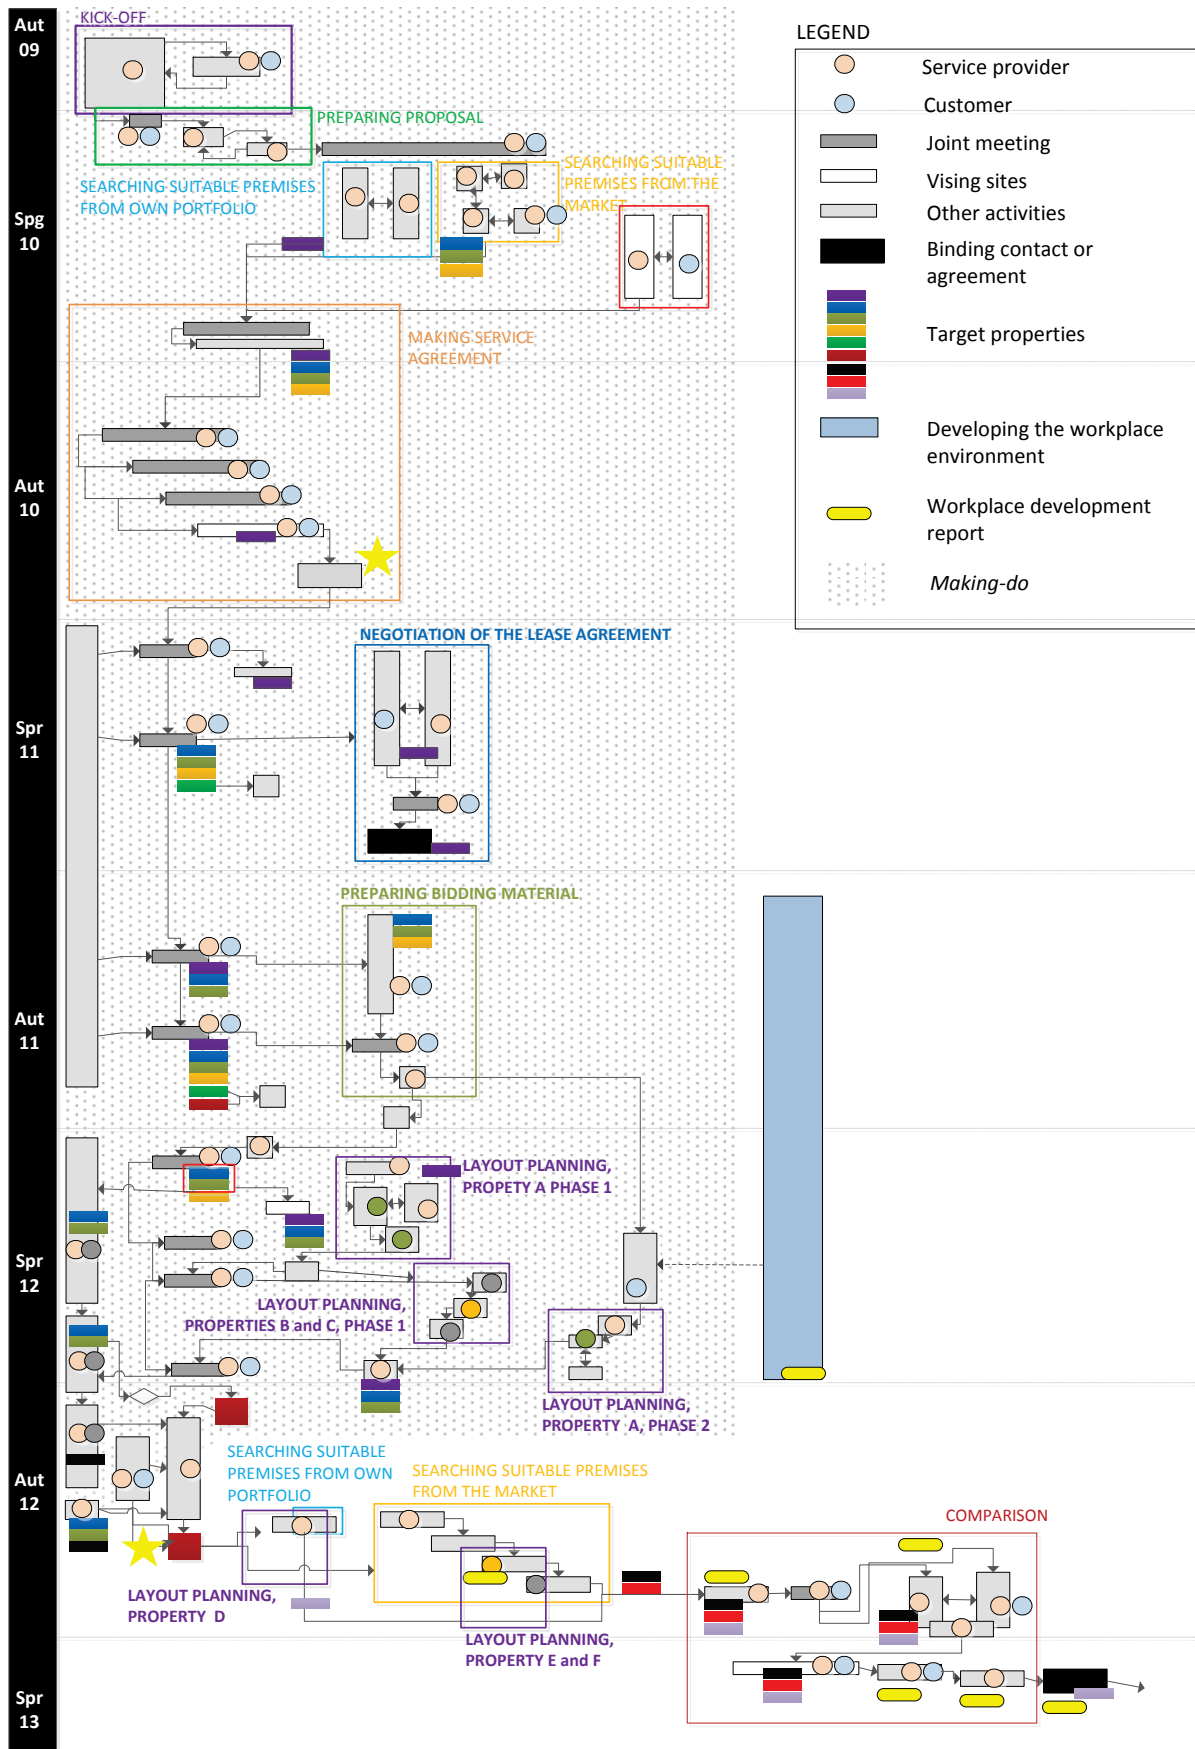 Aut
09
KICK-OFF
PREPARING PROPOSAL
SEARCHING SUITABLE PREMISES
FROM OWN PORTFOLIO
SEARCHING SUITABLE
PREMISES FROM THE
MARKET
Spg
10
MAKING SERVICE
AGREEMENT
Aut
10
NEGOTIATION OF THE LEASE AGREEMENT
Spr
11
PREPARING BIDDING MATERIAL
Aut
11
LAYOUT PLANNING,
PROPETY A PHASE 1
Spr
12
LAYOUT PLANNING,
PROPERTIES B and C, PHASE 1
LAYOUT PLANNING,
PROPERTY A, PHASE 2
Aut
12
SEARCHING SUITABLE
PREMISES FROM OWN
PORTFOLIO
SEARCHING SUITABLE PREMISES
FROM THE MARKET
COMPARISON
LAYOUT PLANNING,
PROPERTY D
LAYOUT PLANNING,
PROPERTY E and F
Spr
13
LEGEND
Service provider
Customer
Joint meeting
Vising sites
Other activities
Binding contact or
agreement
Target properties
Developing the workplace
environment
Workplace development
report
Making-do